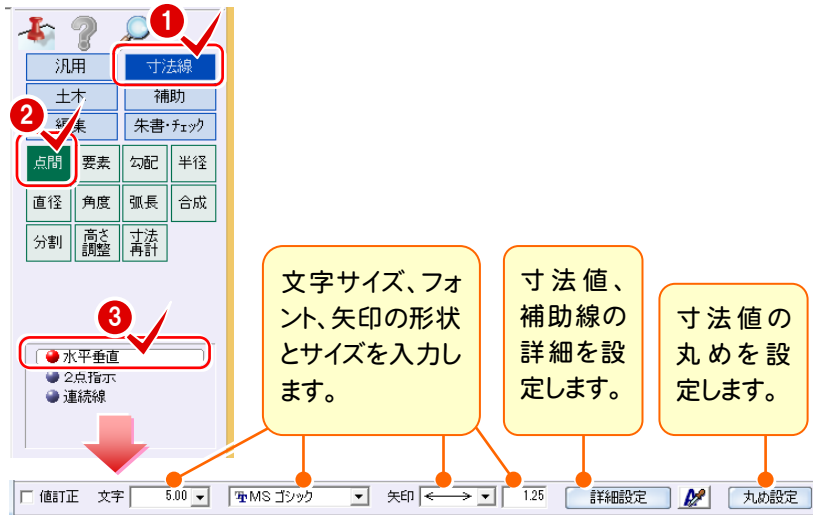 1
汎用 寸法線
土木 補助
2
編集 朱書・チェック
点間 要素 勾配 半径
直径 角度 弧長 合成
分割 高さ調整 寸法再計
3
水平垂直
2点指示
連続線
文字サイズ、フォ
ント、矢印の形状
とサイズを入力し
ます。
寸法値、
補助線の
詳細を設
定します。
寸法値の
丸めを設
定します。
値訂正 文字 5.00 MS ゴシック 矢印 1.25 詳細設定 丸め設定